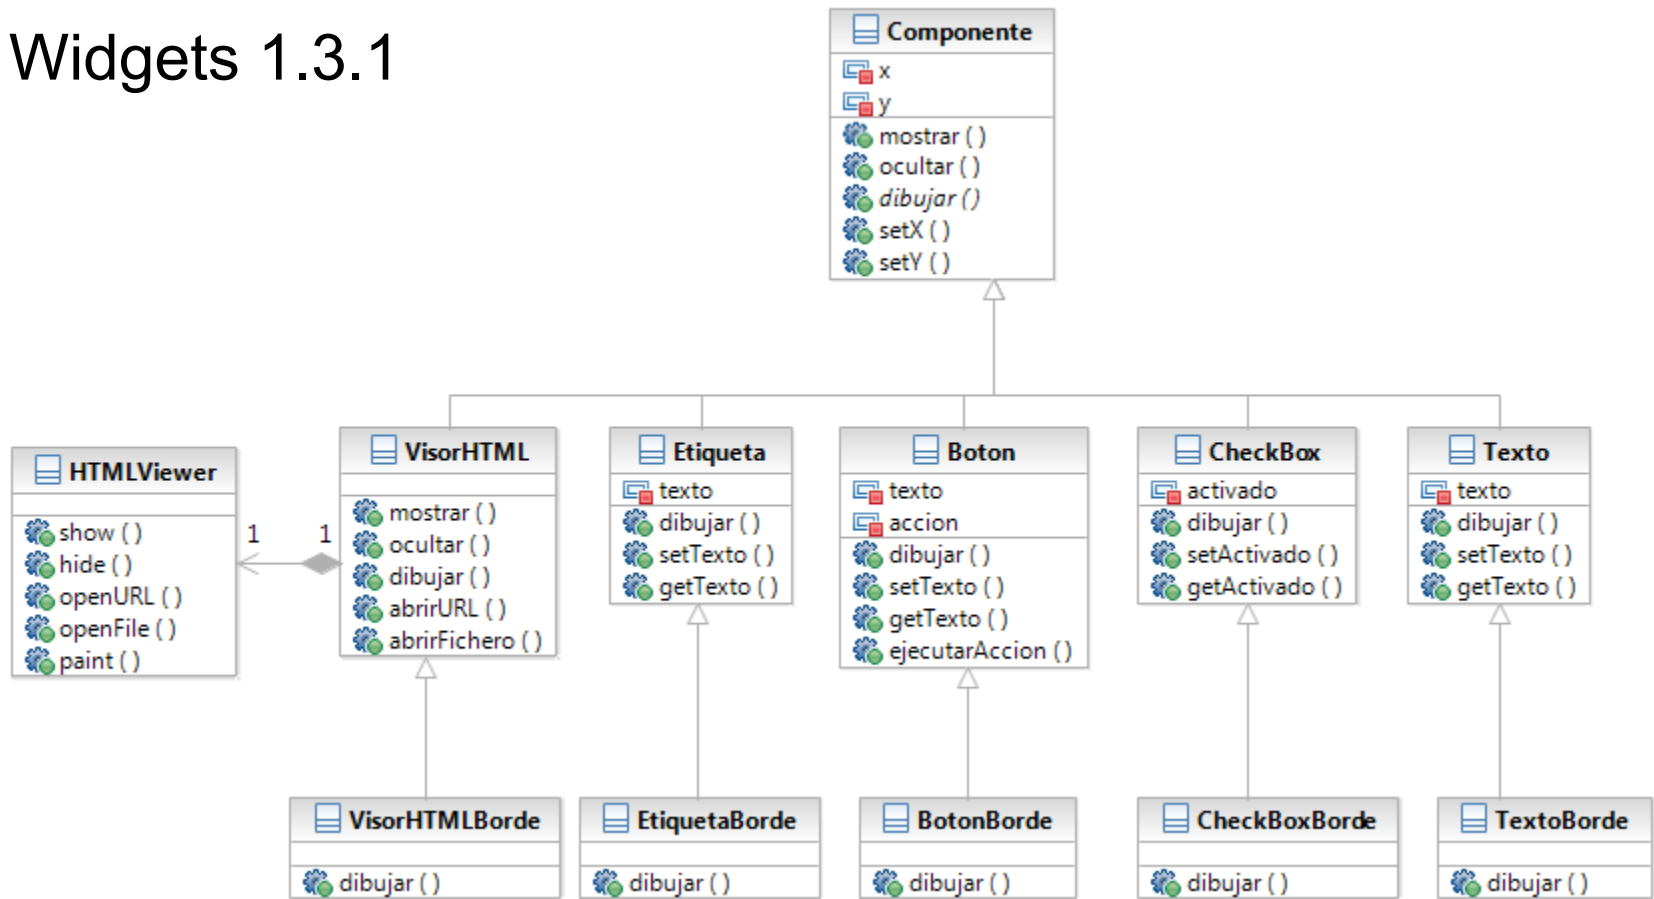 Widgets 1.3.1
Componente
x
y
mostrar ( )
ocultar ( )
dibujar ( )
setX ( )
setY ( )
HTMLViewer
show ( )
hide ( )
openURL ( )
openFile ( )
paint ( )
1
1
VisorHTML
mostrar ( )
ocultar ( )
dibujar ( )
abrirURL ( )
abrirFichero ( )
Etiqueta
texto
dibujar ( )
setTexto ( )
getTexto ( )
Boton
texto
accion
dibujar ( )
setTexto ( )
getTexto ( )
ejecutarAccion ( )
CheckBox
activado
dibujar ( )
setActivado ( )
getActivado ( )
Texto
texto
dibujar ( )
setTexto ( )
getTexto ( )
VisorHTMLBorde
dibujar ( )
EtiquetaBorde
dibujar ( )
BotonBorde
dibujar ( )
CheckBoxBorde
dibujar ( )
TextoBorde
dibujar ( )